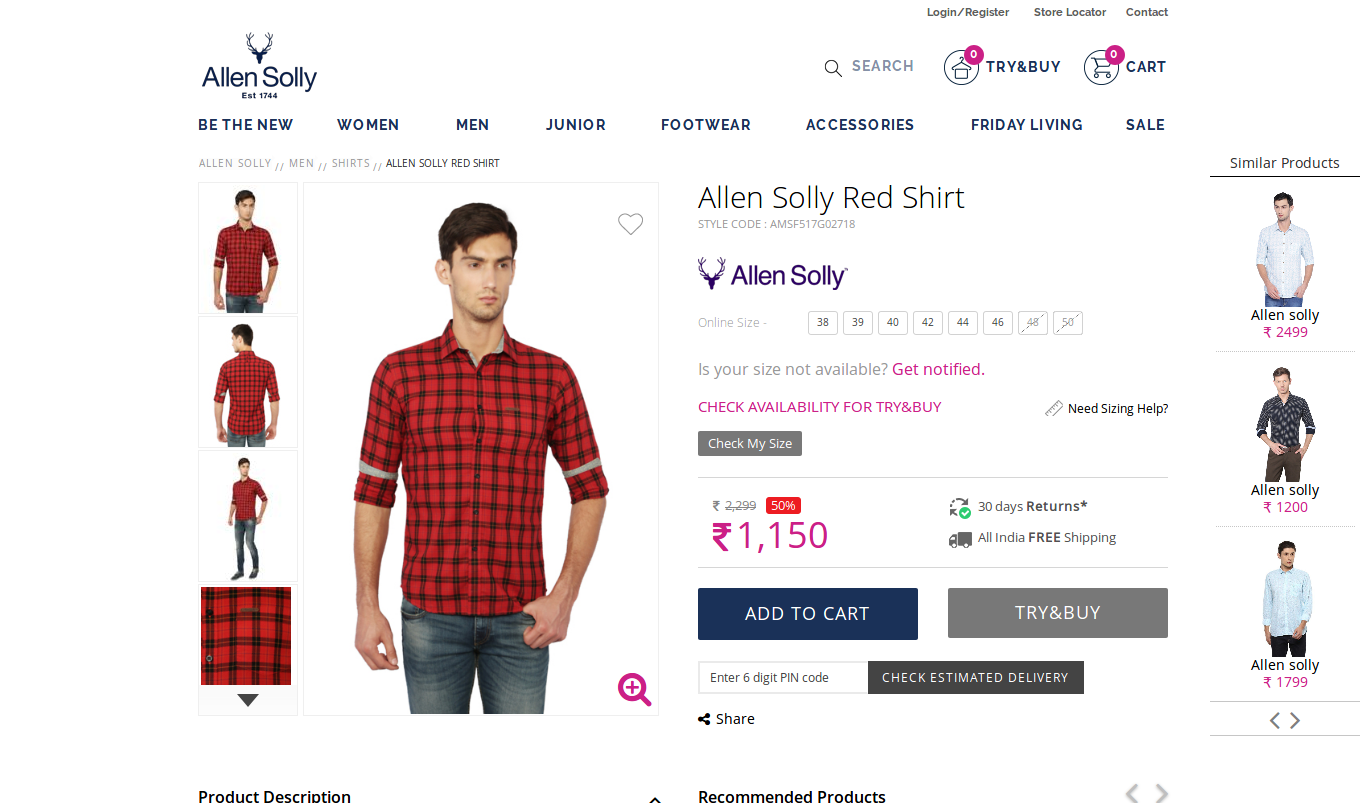 Login/Register Store Locator Contact
Allen Solly
Est 1744
SEARCH 0 TRY&BUY 0 CART
BE THE NEW WOMEN MEN JUNIOR FOOTWEAR ACCESSORIES FRIDAY LIVING SALE
ALLEN SOLLY // MEN // SHIRTS // ALLEN SOLLY RED SHIRT
Allen Solly Red Shirt
STYLE CODE : AMSF517G02718
Allen Solly
Online Size - 38 39 40 42 44 46 48 50
Is your size not available? Get notified.
CHECK AVAILABILITY FOR TRY&BUY Need Sizing Help?
Check My Size
₹ 2,299 50%
₹1,150
30 days Returns*
All India FREE Shipping
ADD TO CART TRY&BUY
Enter 6 digit PIN code CHECK ESTIMATED DELIVERY
Share
Similar Products
Allen solly
₹ 2499
Allen solly
₹ 1200
Allen solly
₹ 1799
Product Description
Recommended Products